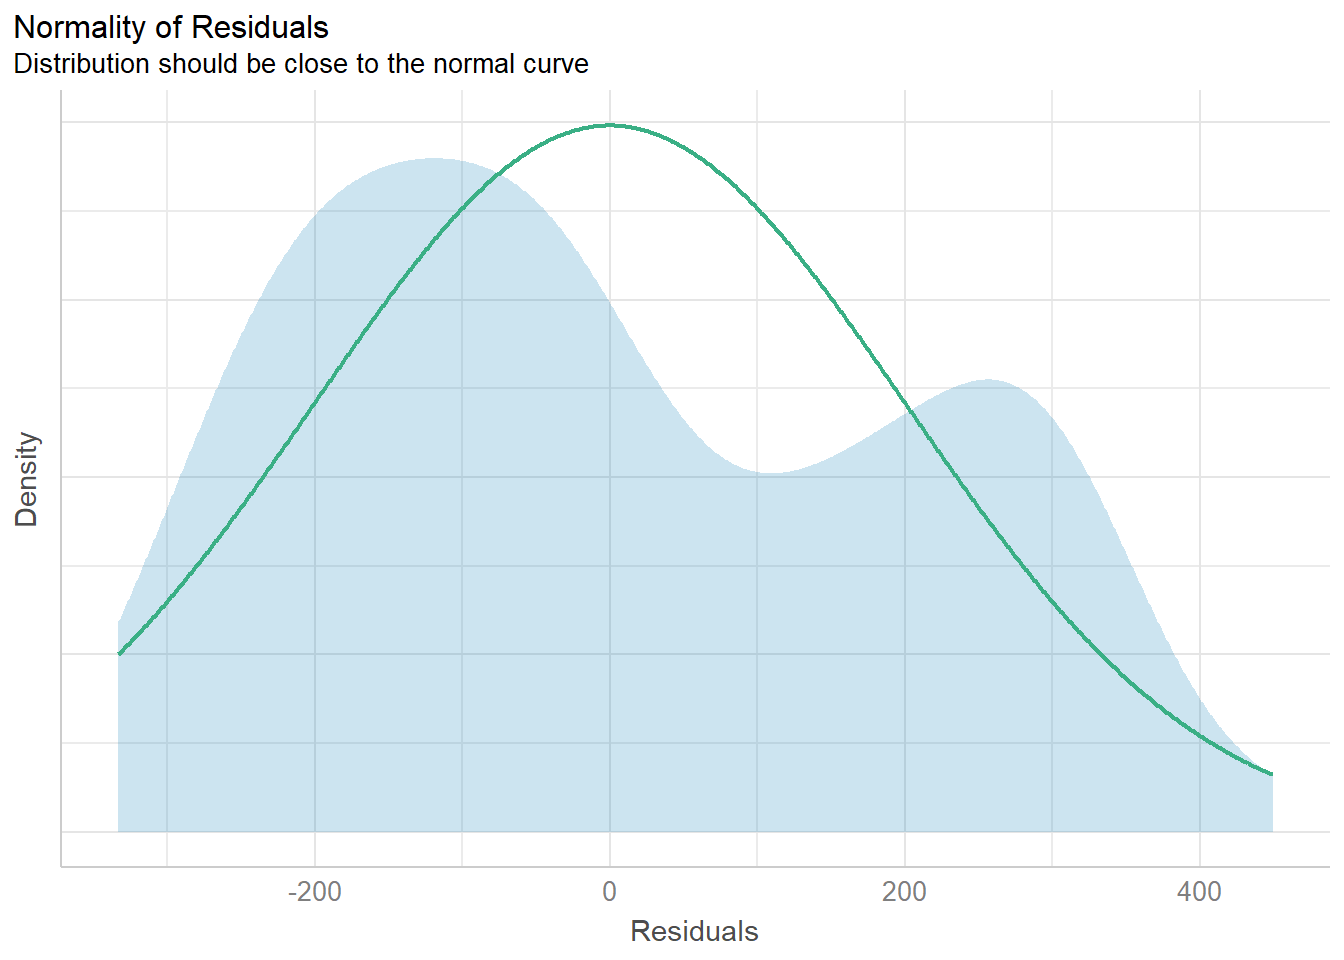 Normality of Residuals
Distribution should be close to the normal curve
Density
-200
0
200
400
Residuals